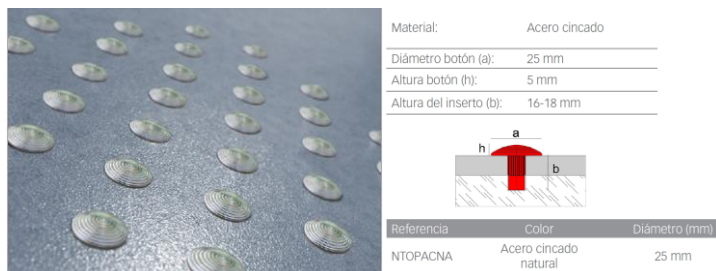 Material: Acero cincado
Diámetro botón (a): 25 mm
Altura botón (h): 5 mm
Altura del inserto (b): 16-18 mm
a
h
b
Referencia Color Diámetro (mm)
NTOPACNA Acero cincado natural 25 mm